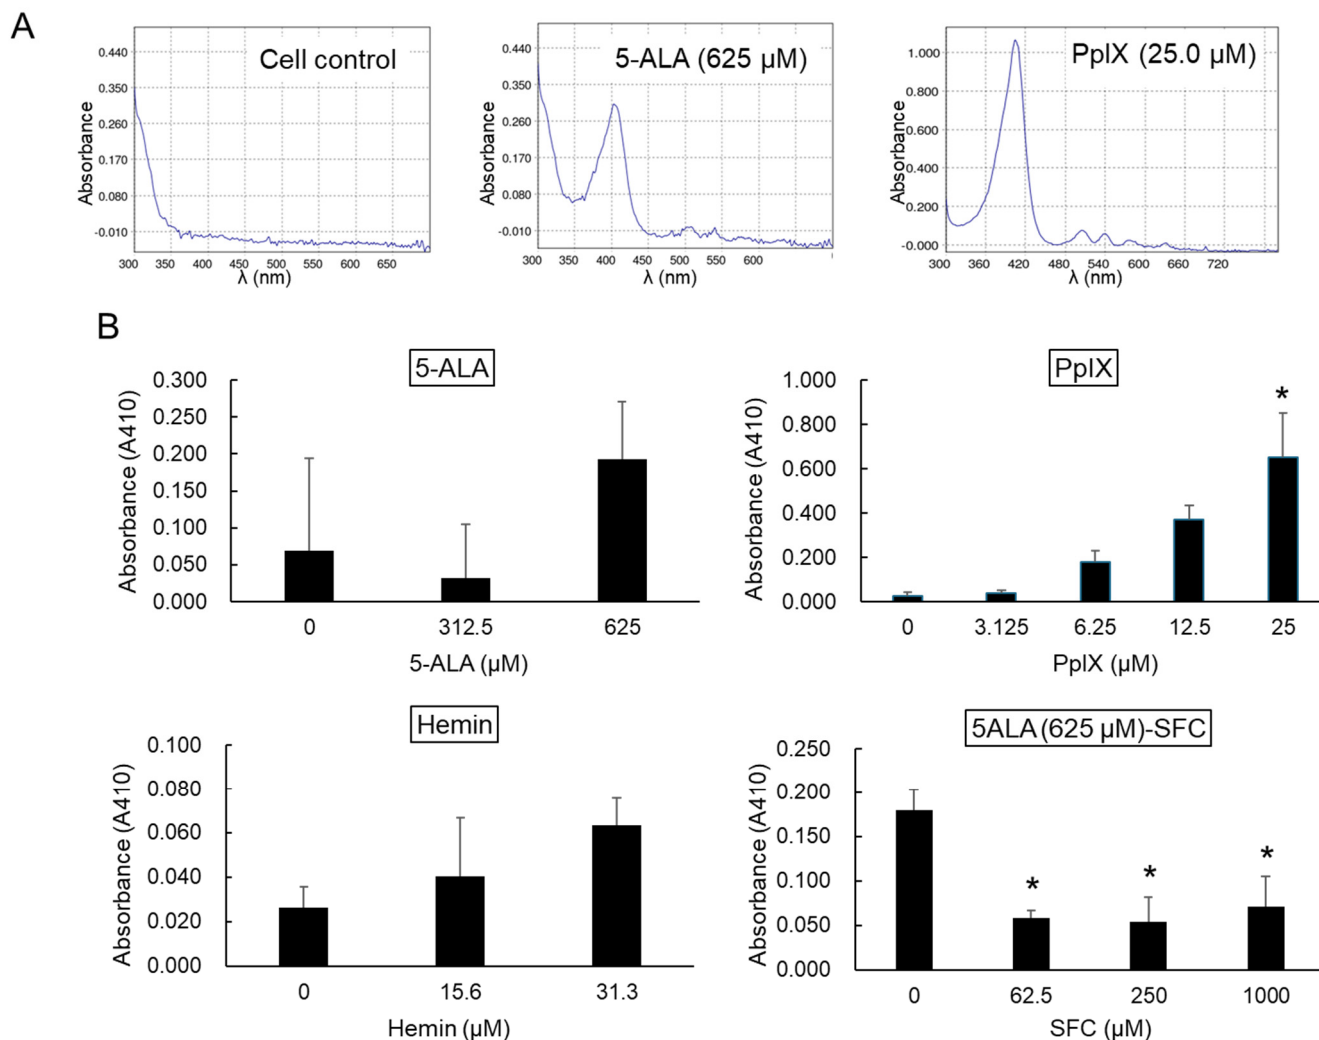 A
Cell control
Absorbance
0.440
0.350
0.260
0.170
0.080
-0.010
300 350 400 450 500 550 600 650
λ (nm)
5-ALA (625 µM)
Absorbance
0.440
0.350
0.260
0.170
0.080
-0.010
300 350 400 450 500 550 600
λ (nm)
PpIX (25.0 µM)
Absorbance
1.000
0.800
0.600
0.400
0.200
-0.000
300 360 420 480 540 600 660 720
λ (nm)
B
5-ALA
Absorbance (A410)
0.300
0.250
0.200
0.150
0.100
0.050
0.000
0 312.5 625
5-ALA (µM)
PpIX
Absorbance (A410)
1.000
0.800
0.600
0.400
0.200
0.000
*
0 3.125 6.25 12.5 25
PpIX (µM)
Hemin
Absorbance (A410)
0.100
0.080
0.060
0.040
0.020
0.000
0 15.6 31.3
Hemin (µM)
5ALA (625 µM)-SFC
Absorbance (A410)
0.250
0.200
0.150
0.100
0.050
0.000
* * *
0 62.5 250 1000
SFC (µM)